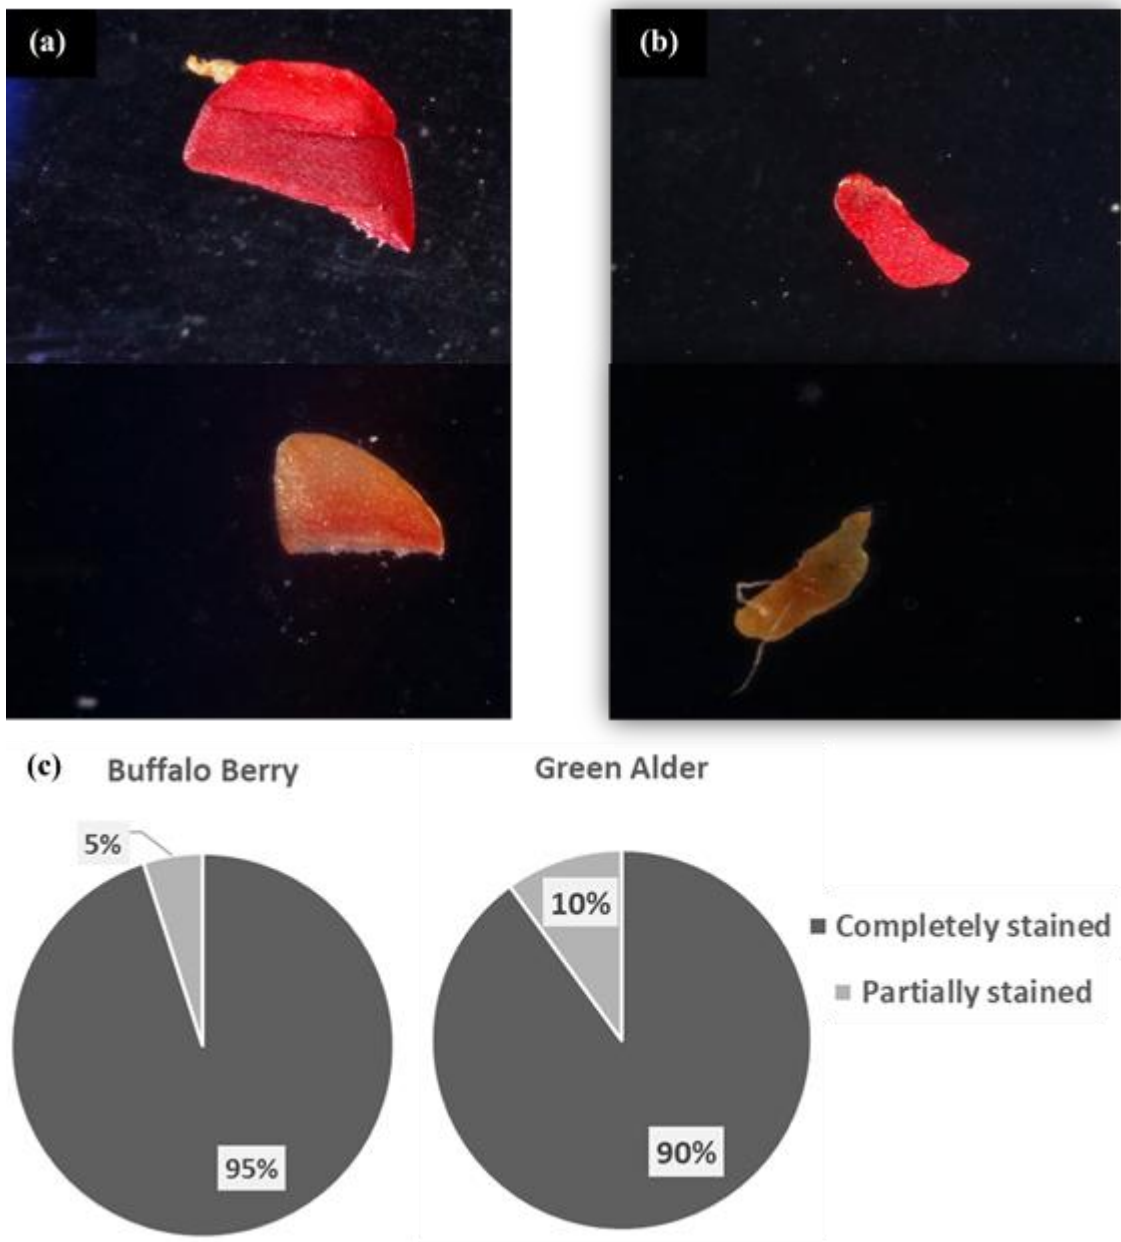 (a)
(b)
(c)
Buffalo Berry
Green Alder
5%
10%
Completely stained
Partially stained
95%
90%